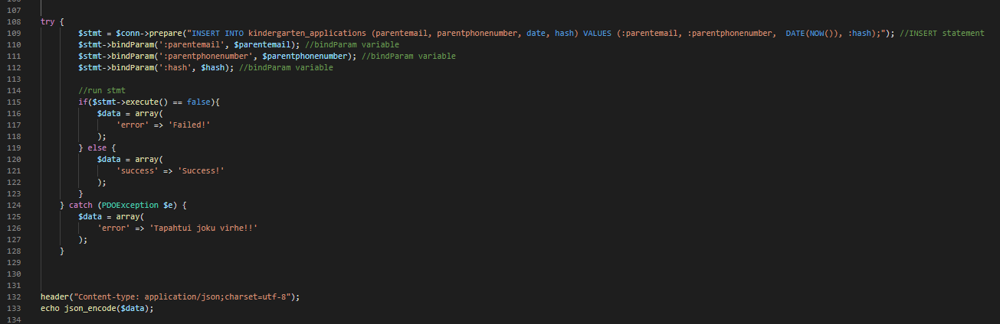 107
108 try {
109 $stmt = $conn->prepare("INSERT INTO kindergarten_applications (parentemail, parentphonenumber, date, hash) VALUES (:parentemail, :parentphonenumber,  DATE(NOW()), :hash);"); //INSERT statement
110 $stmt->bindParam(':parentemail', $parentemail); //bindParam variable
111 $stmt->bindParam(':parentphonenumber', $parentphonenumber); //bindParam variable
112 $stmt->bindParam(':hash', $hash); //bindParam variable
113
114 //run stmt
115 if($stmt->execute() == false){
116 $data = array(
117 'error' => 'Failed!'
118 );
119 } else {
120 $data = array(
121 'success' => 'Success!'
122 );
123 }
124 } catch (PDOException $e) {
125 $data = array(
126 'error' => 'Tapahtui joku virhe!!'
127 );
128 }
129
130
131
132 header("Content-type: application/json;charset=utf-8");
133 echo json_encode($data);
134